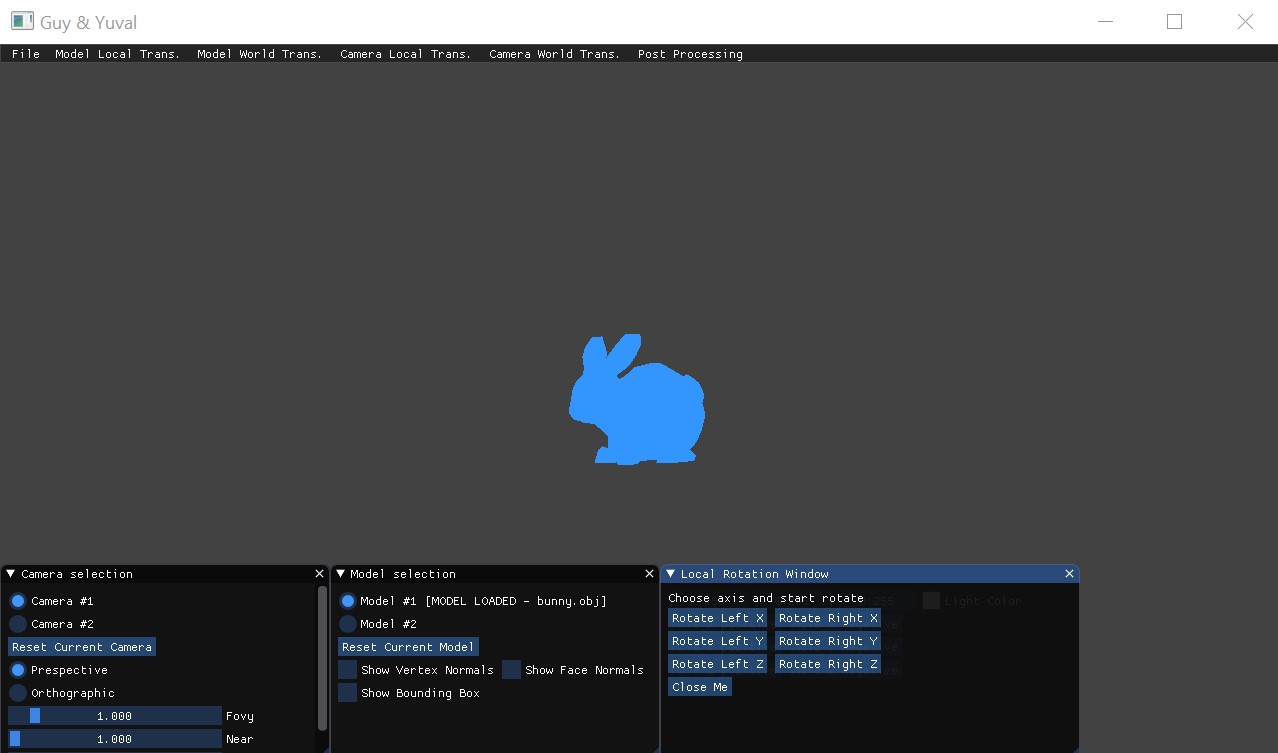 Guy & Yuval
File Model Local Trans. Model World Trans. Camera Local Trans. Camera World Trans. Post Processing
Camera selection
Camera #1
Camera #2
Reset Current Camera
Prespective
Orthographic
1.000 Fovy
1.000 Near
Model selection
Model #1 [MODEL LOADED - bunny.obj]
Model #2
Reset Current Model
Show Vertex Normals Show Face Normals
Show Bounding Box
Local Rotation Window
Choose axis and start rotate
Light Color
Rotate Left X Rotate Right X
Rotate Left Y Rotate Right Y
Rotate Left Z Rotate Right Z
Close Me